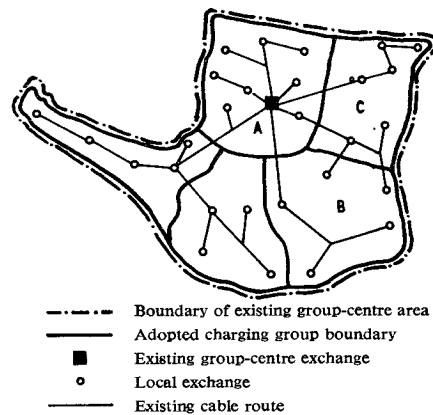 C
A
B
Boundary of existing group-centre area
Adopted charging group boundary
Existing group-centre exchange
Local exchange
Existing cable route